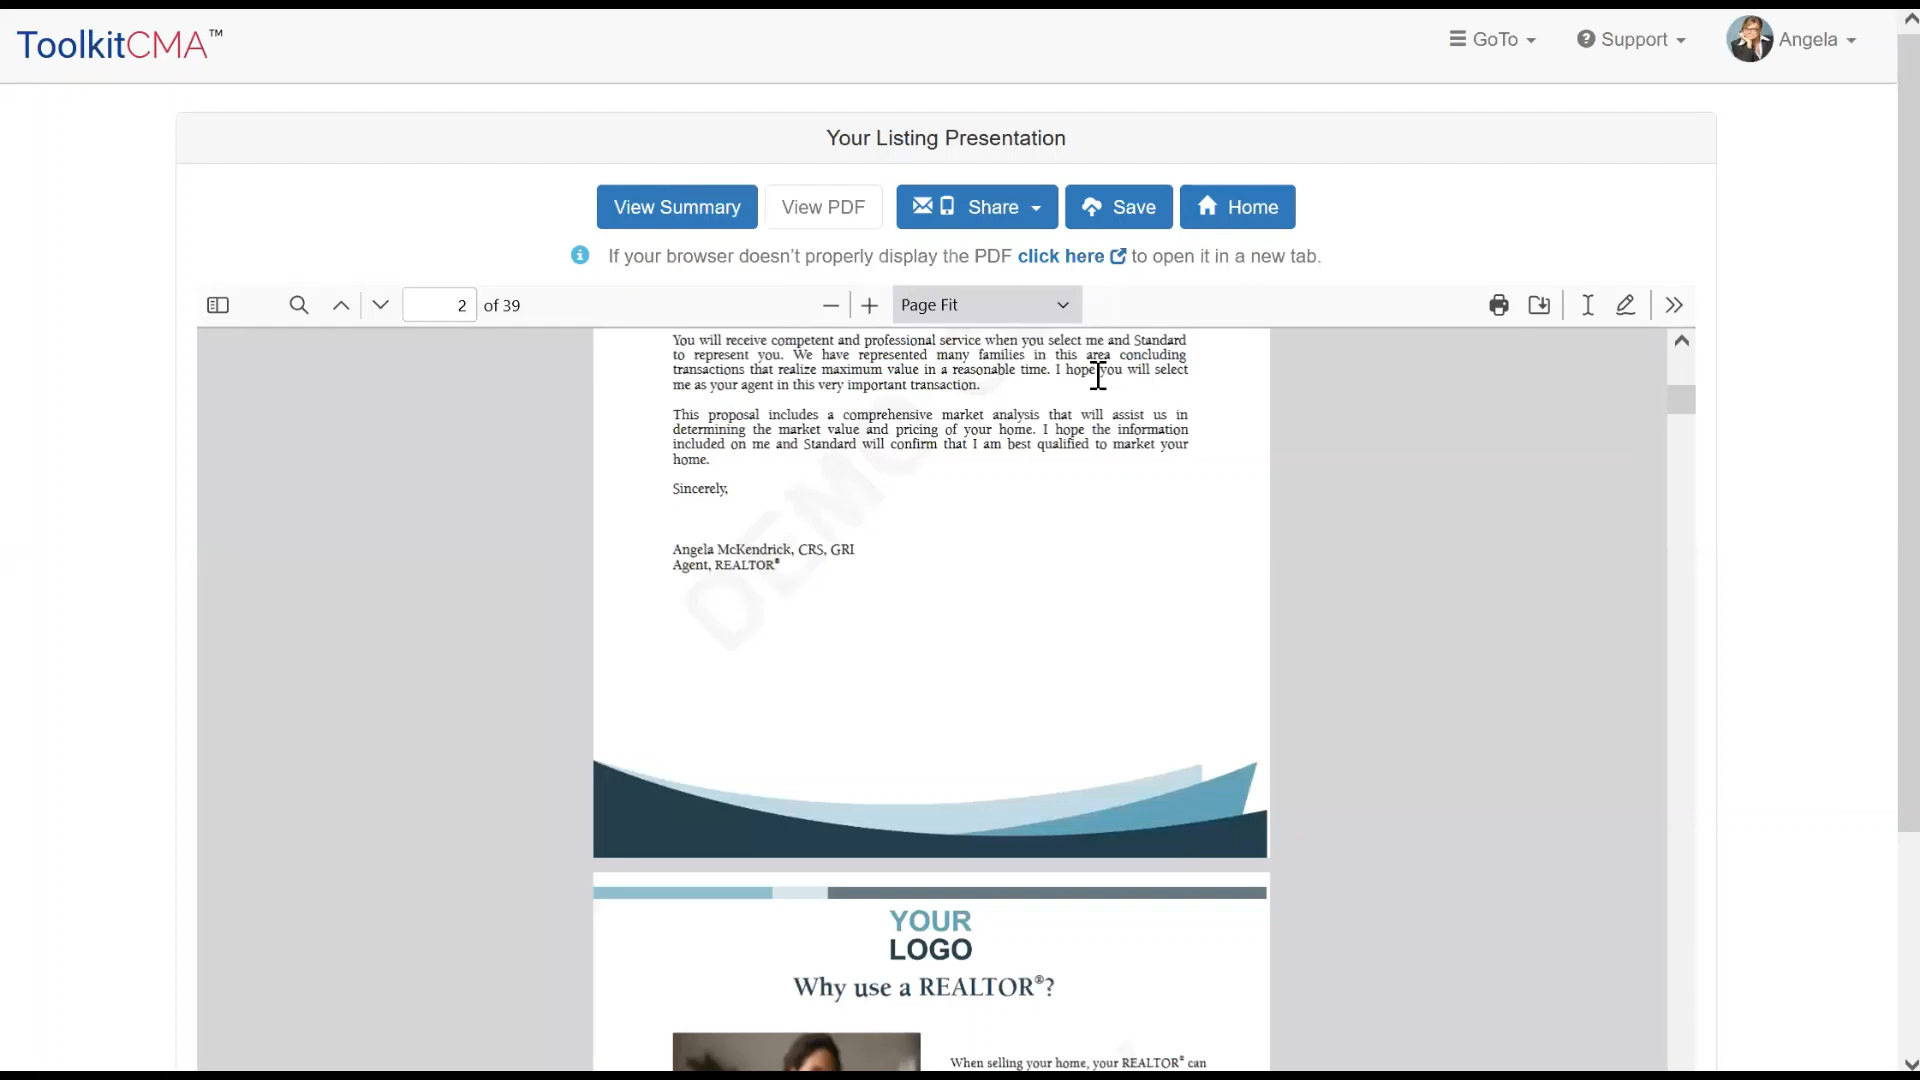 ToolkitCMA™
GoTo
Support
Angela
Your Listing Presentation
View Summary
View PDF
Share
Save
Home
If your browser doesn't properly display the PDF click here to open it in a new tab.
2 of 39
Page Fit
You will receive competent and professional service when you select me and Standard
to represent you. We have represented many families in this area concluding
transactions that realize maximum value in a reasonable time. I hope you will select
me as your agent in this very important transaction.
This proposal includes a comprehensive market analysis that will assist us in
determining the market value and pricing of your home. I hope the information
included on me and Standard will confirm that I am best qualified to market your
home.
Sincerely,
Angela McKendrick, CRS, GRI
Agent, REALTOR®
DEMO
YOUR
LOGO
Why use a REALTOR®?
When selling your home, your REALTOR® can